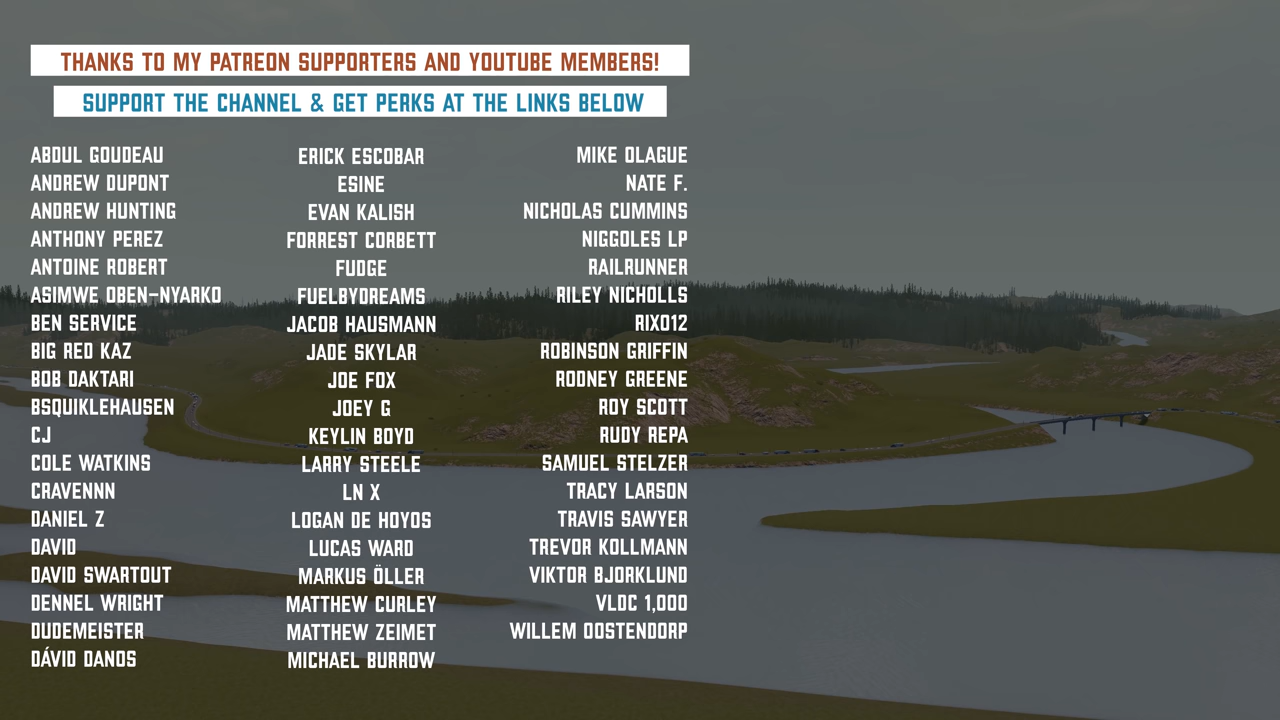 THANKS TO MY PATREON SUPPORTERS AND YOUTUBE MEMBERS!
SUPPORT THE CHANNEL & GET PERKS AT THE LINKS BELOW
ABDUL GOUDEAU
ANDREW DUPONT
ANDREW HUNTING
ANTHONY PEREZ
ANTOINE ROBERT
ASIMWE OBEN-NYARKO
BEN SERVICE
BIG RED KAZ
BOB DAKTARI
BSQUIKLEHAUSEN
CJ
COLE WATKINS
CRAVENNN
DANIEL Z
DAVID
DAVID SWARTOUT
DENNEL WRIGHT
DUDEMEISTER
DÁVID DANOS
ERICK ESCOBAR
ESINE
EVAN KALISH
FORREST CORBETT
FUDGE
FUELBYDREAMS
JACOB HAUSMANN
JADE SKYLAR
JOE FOX
JOEY G
KEYLIN BOYD
LARRY STEELE
LN X
LOGAN DE HOYOS
LUCAS WARD
MARKUS ÖLLER
MATTHEW CURLEY
MATTHEW ZEIMET
MICHAEL BURROW
MIKE OLAGUE
NATE F.
NICHOLAS CUMMINS
NIGGOLES LP
RAILRUNNER
RILEY NICHOLLS
RIX012
ROBINSON GRIFFIN
RODNEY GREENE
ROY SCOTT
RUDY REPA
SAMUEL STELZER
TRACY LARSON
TRAVIS SAWYER
TREVOR KOLLMANN
VIKTOR BJORKLUND
VLDC 1,000
WILLEM OOSTENDORP